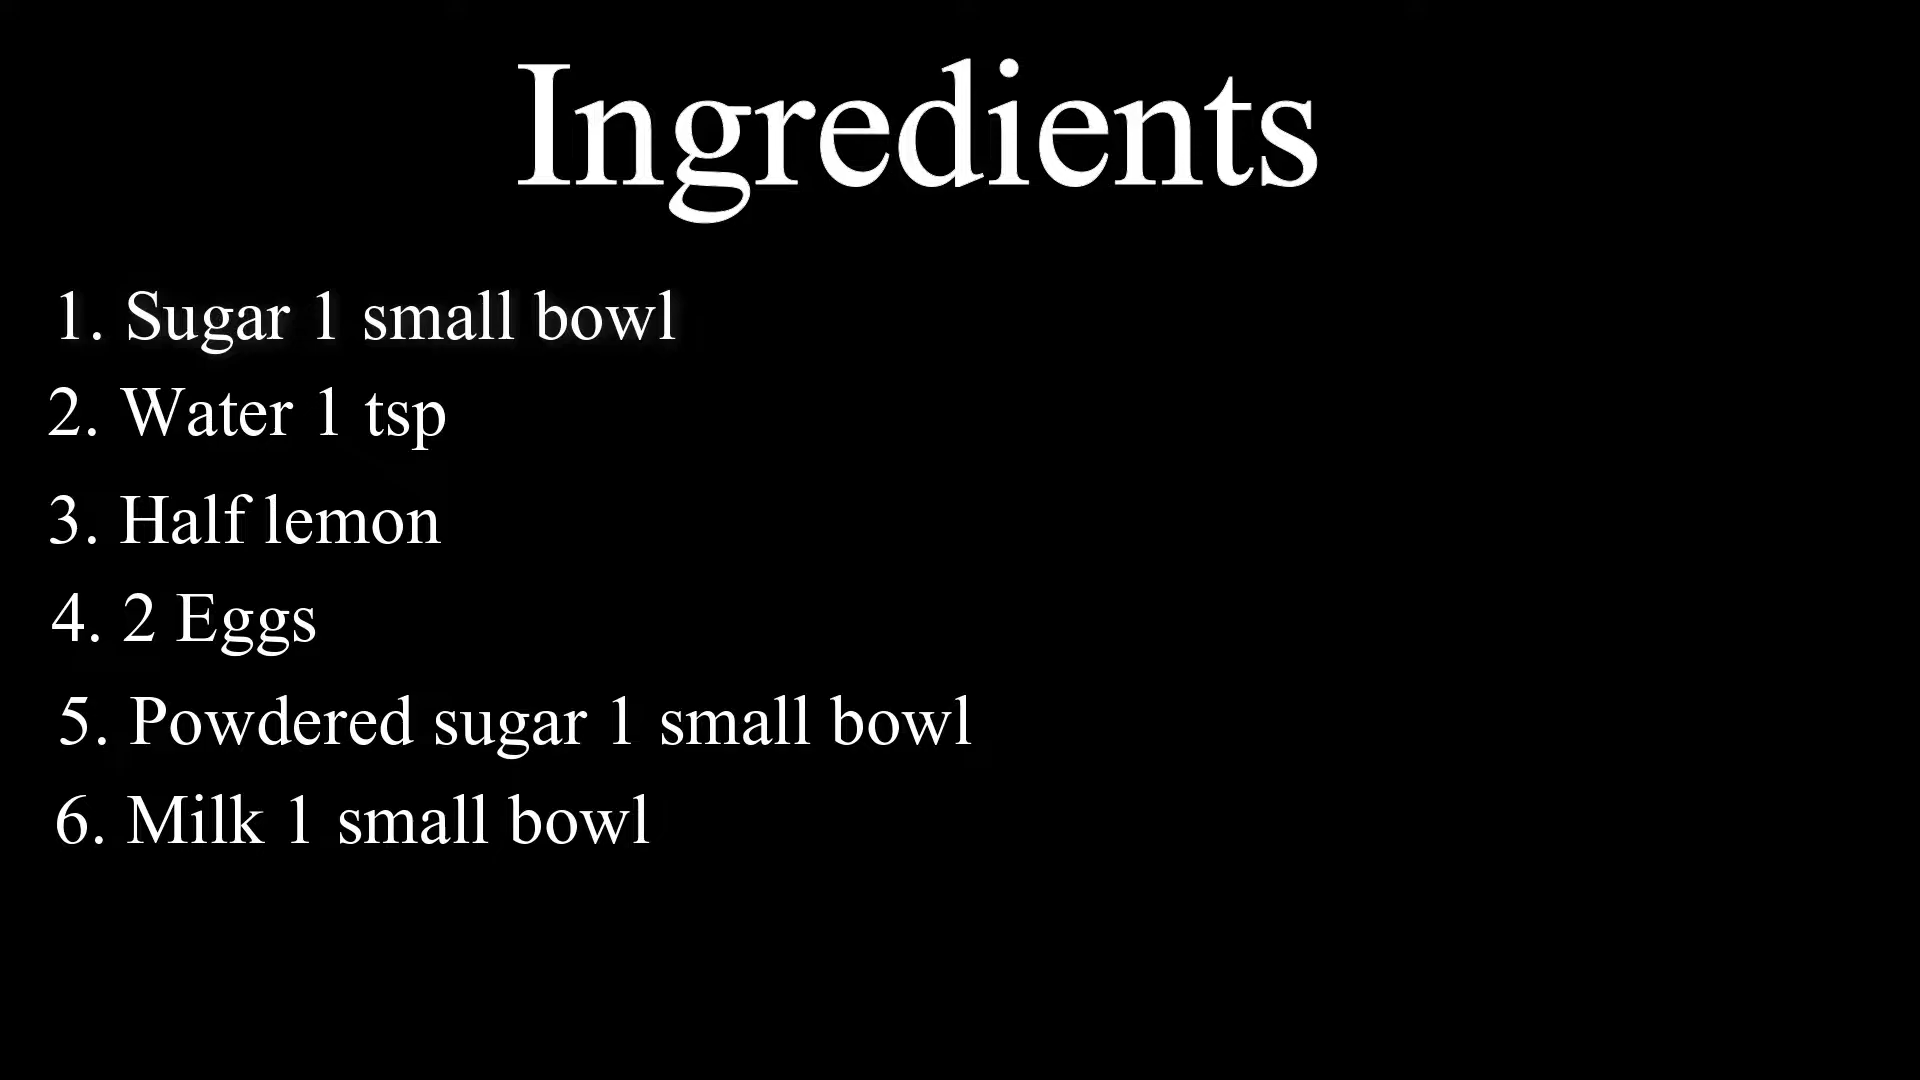 Ingredients
1. Sugar 1 small bowl
2. Water 1 tsp
3. Half lemon
4. 2 Eggs
5. Powdered sugar 1 small bowl
6. Milk 1 small bowl